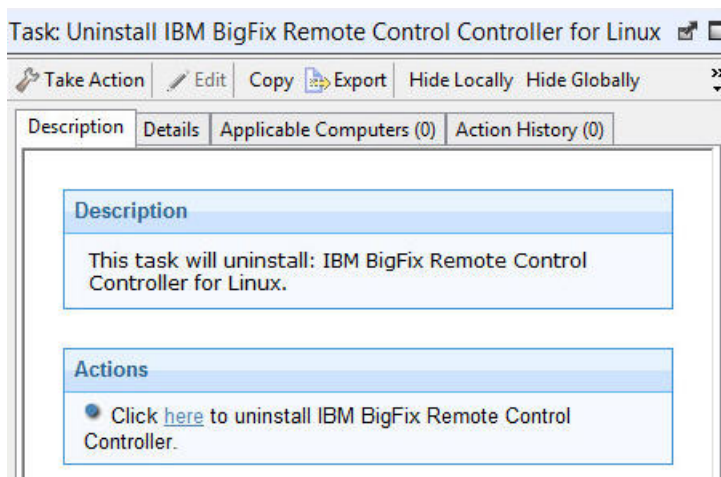 Task: Uninstall IBM BigFix Remote Control Controller for Linux
Take Action Edit Copy Export Hide Locally Hide Globally »
Description Details Applicable Computers (0) Action History (0)
Description
This task will uninstall: IBM BigFix Remote Control
Controller for Linux.
Actions
Click here to uninstall IBM BigFix Remote Control
Controller.